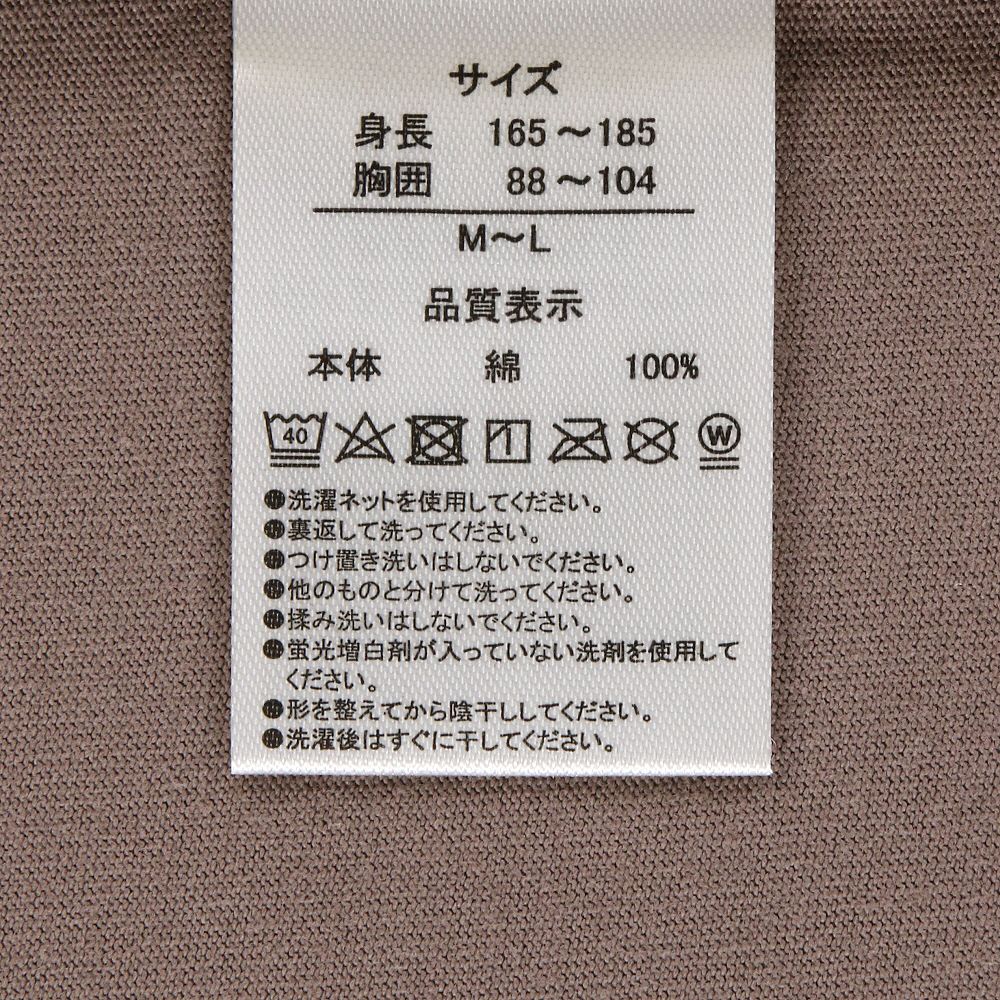 サイズ
身長 165～185
胸囲 88～104
M～L
品質表示
本体 綿 100%
40 W
●洗濯ネットを使用してください。
●裏返して洗ってください。
●つけ置き洗いはしないでください。
●他のものと分けて洗ってください。
●揉み洗いはしないでください。
●蛍光増白剤が入っていない洗剤を使用して
ください。
●形を整えてから陰干ししてください。
●洗濯後はすぐに干してください。